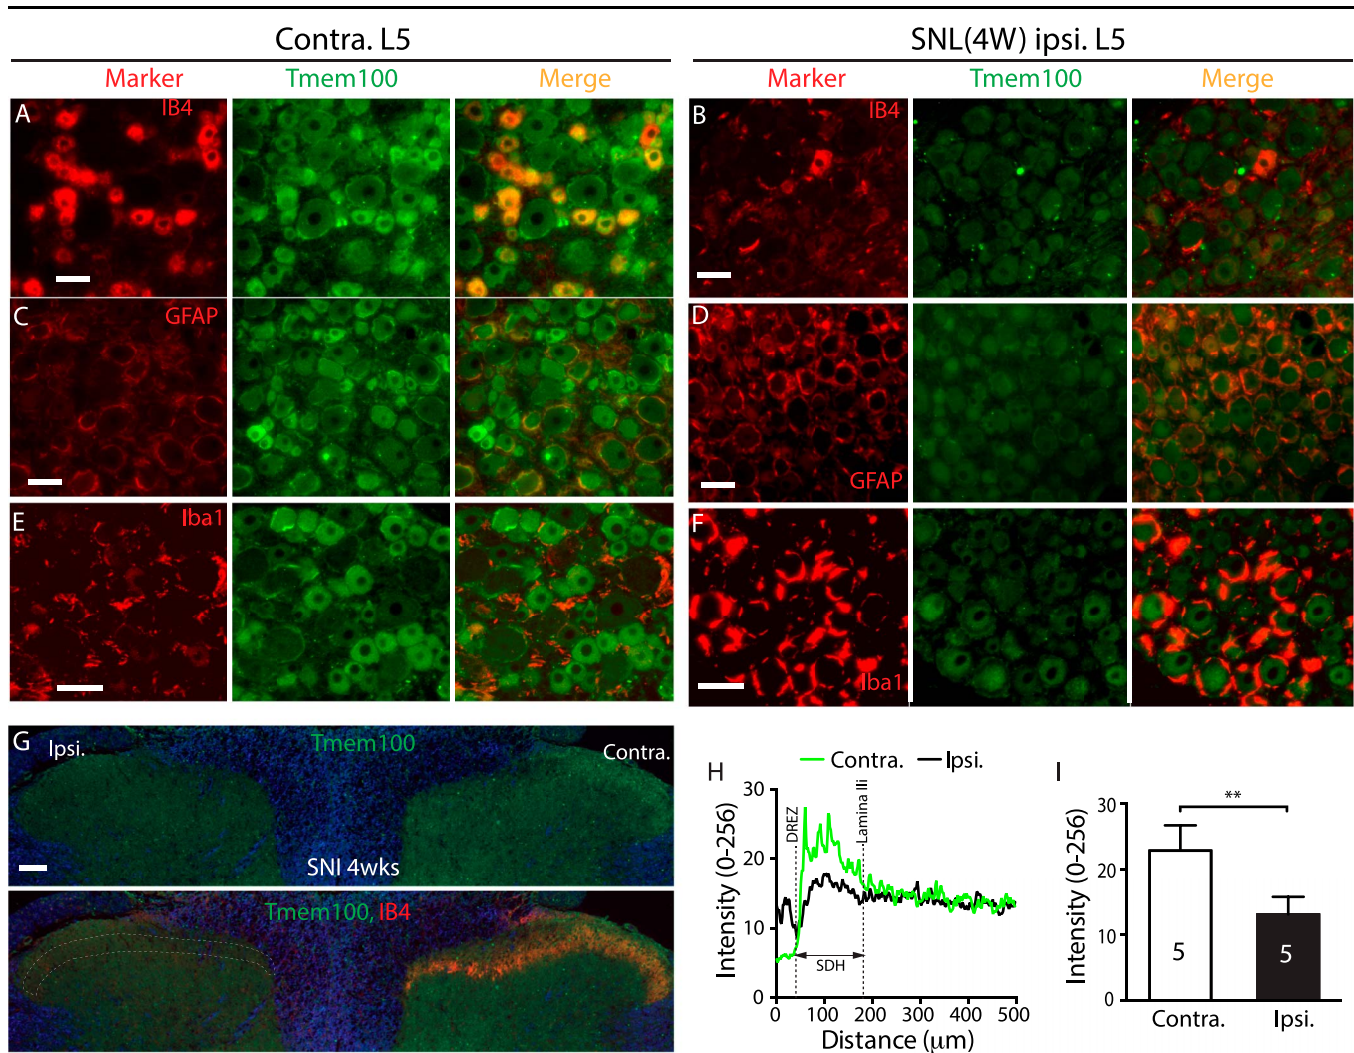 Contra. L5
SNL(4W) ipsi. L5
Marker Tmem100 Merge
Marker Tmem100 Merge
A IB4
B IB4
C GFAP
D GFAP
E Iba1
F Iba1
G Ipsi. Tmem100 Contra.
SNI 4wks
Tmem100, IB4
H Contra. Ipsi.
Intensity (0-256)
30
20
10
0
DREZ
Lamina IIi
SDH
0 100 200 300 400 500
Distance (μm)
I
Intensity (0-256)
30
20
10
0
**
5 5
Contra. Ipsi.